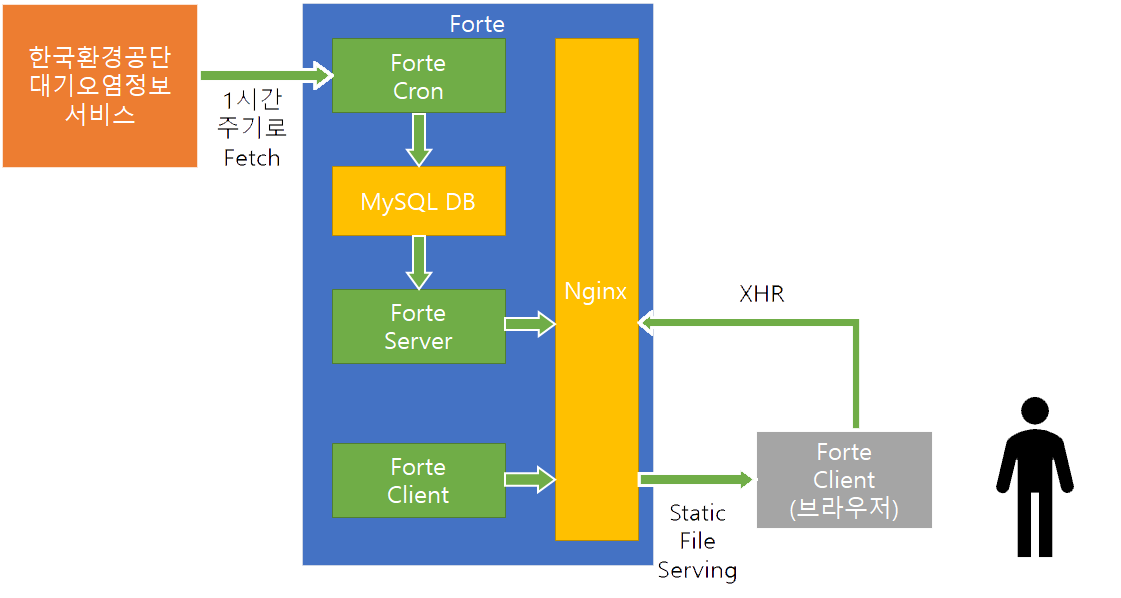 한국환경공단
대기오염정보
서비스
1시간
주기로
Fetch
Forte
Forte
Cron
MySQL DB
Forte
Server
Forte
Client
Nginx
XHR
Static
File
Serving
Forte
Client
(브라우저)